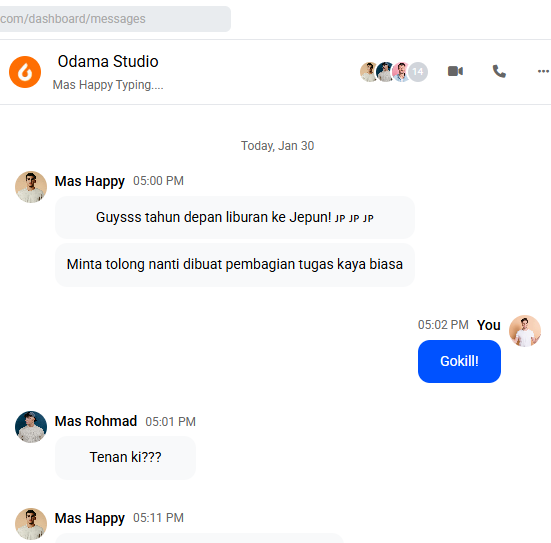 com/dashboard/messages
Odama Studio
Mas Happy Typing....
14
Today, Jan 30
Mas Happy 05:00 PM
Guysss tahun depan liburan ke Jepun! JP JP JP
Minta tolong nanti dibuat pembagian tugas kaya biasa
05:02 PM You
Gokill!
Mas Rohmad 05:01 PM
Tenan ki???
Mas Happy 05:11 PM